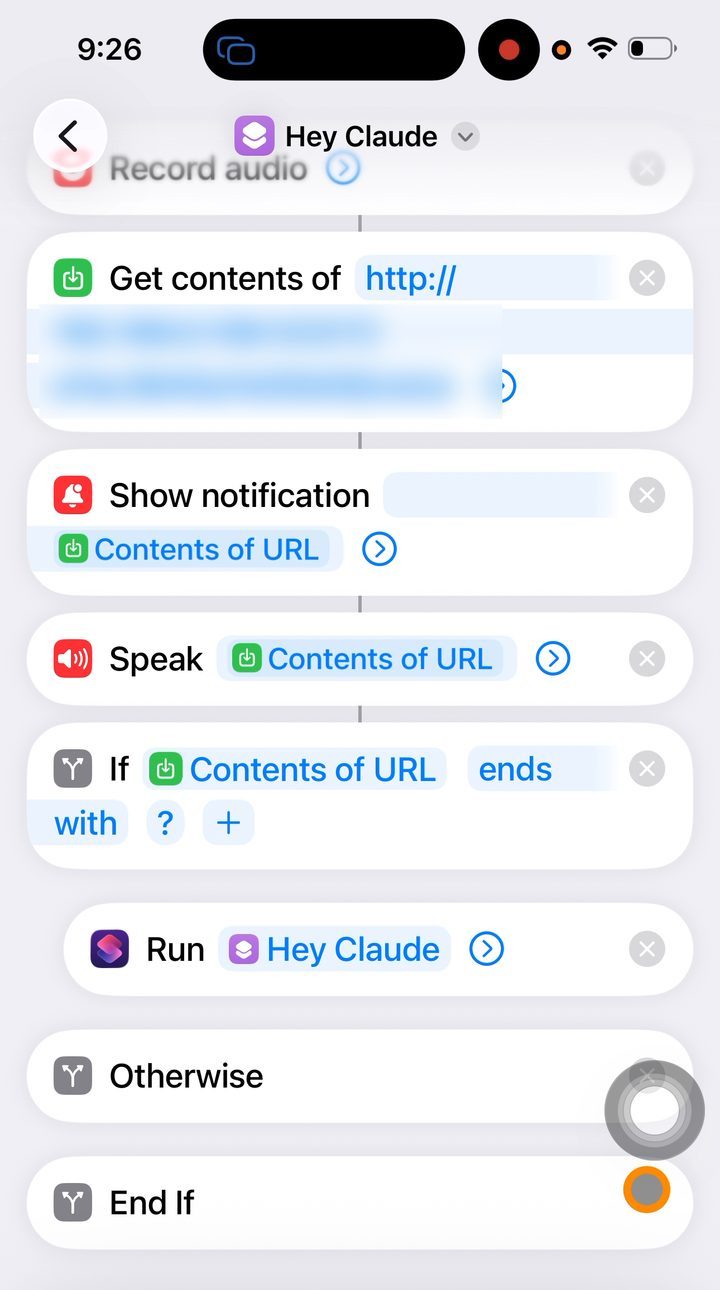 9:26
Hey Claude
Record audio
Get contents of http://
Show notification
Contents of URL
Speak Contents of URL
If Contents of URL ends
with ? +
Run Hey Claude
Otherwise
End If